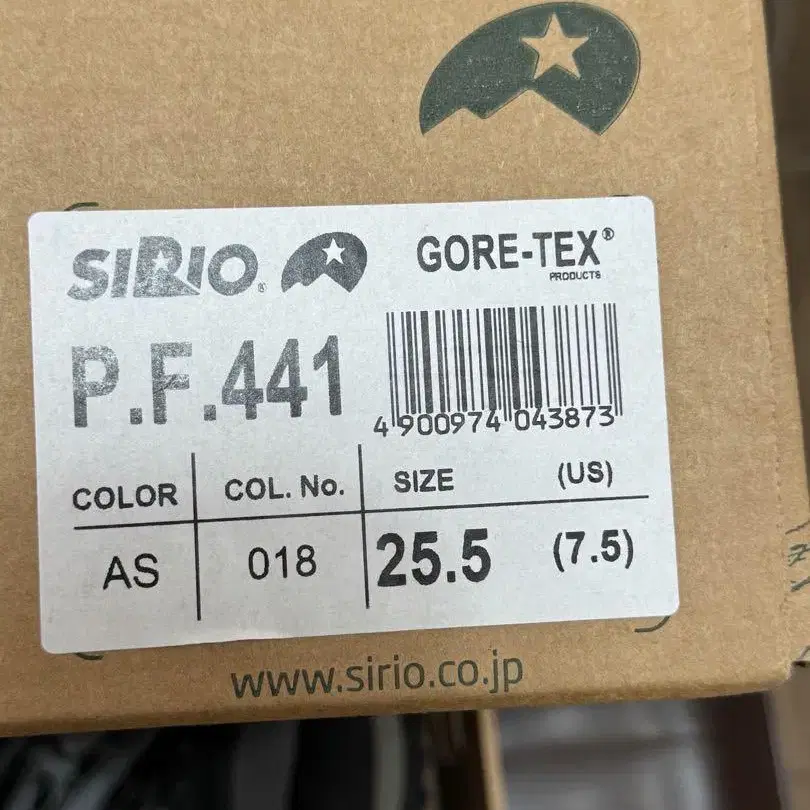 SIRIO®
GORE-TEX®
PRODUCTS
P.F.441
4 900974 043873
COLOR COL. No. SIZE (US)
AS 018 25.5 (7.5)
www.sirio.co.jp